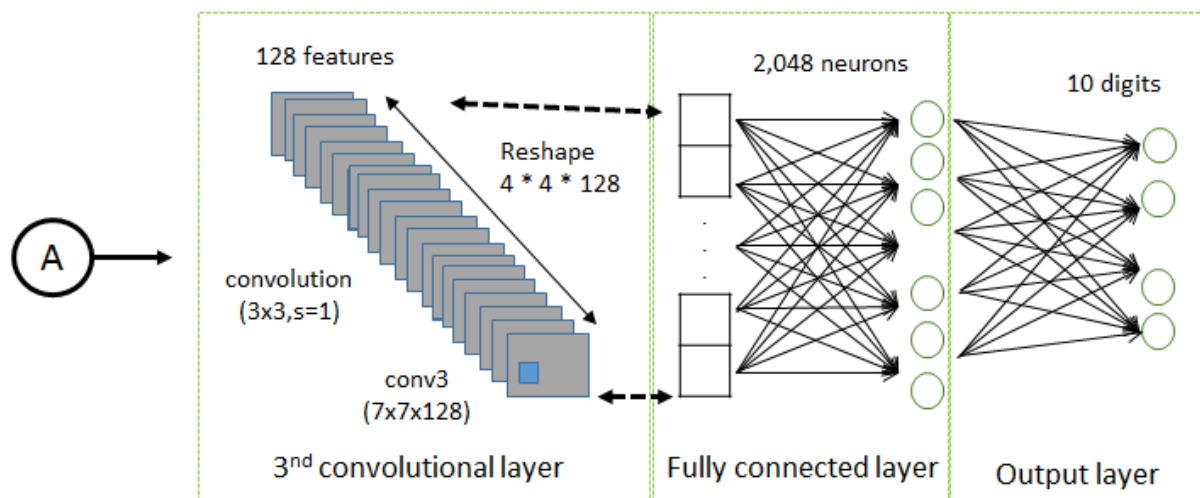 128 features
2,048 neurons
10 digits
Reshape
4 * 4 * 128
A
convolution
(3x3,s=1)
conv3
(7x7x128)
3nd convolutional layer
Fully connected layer
Output layer